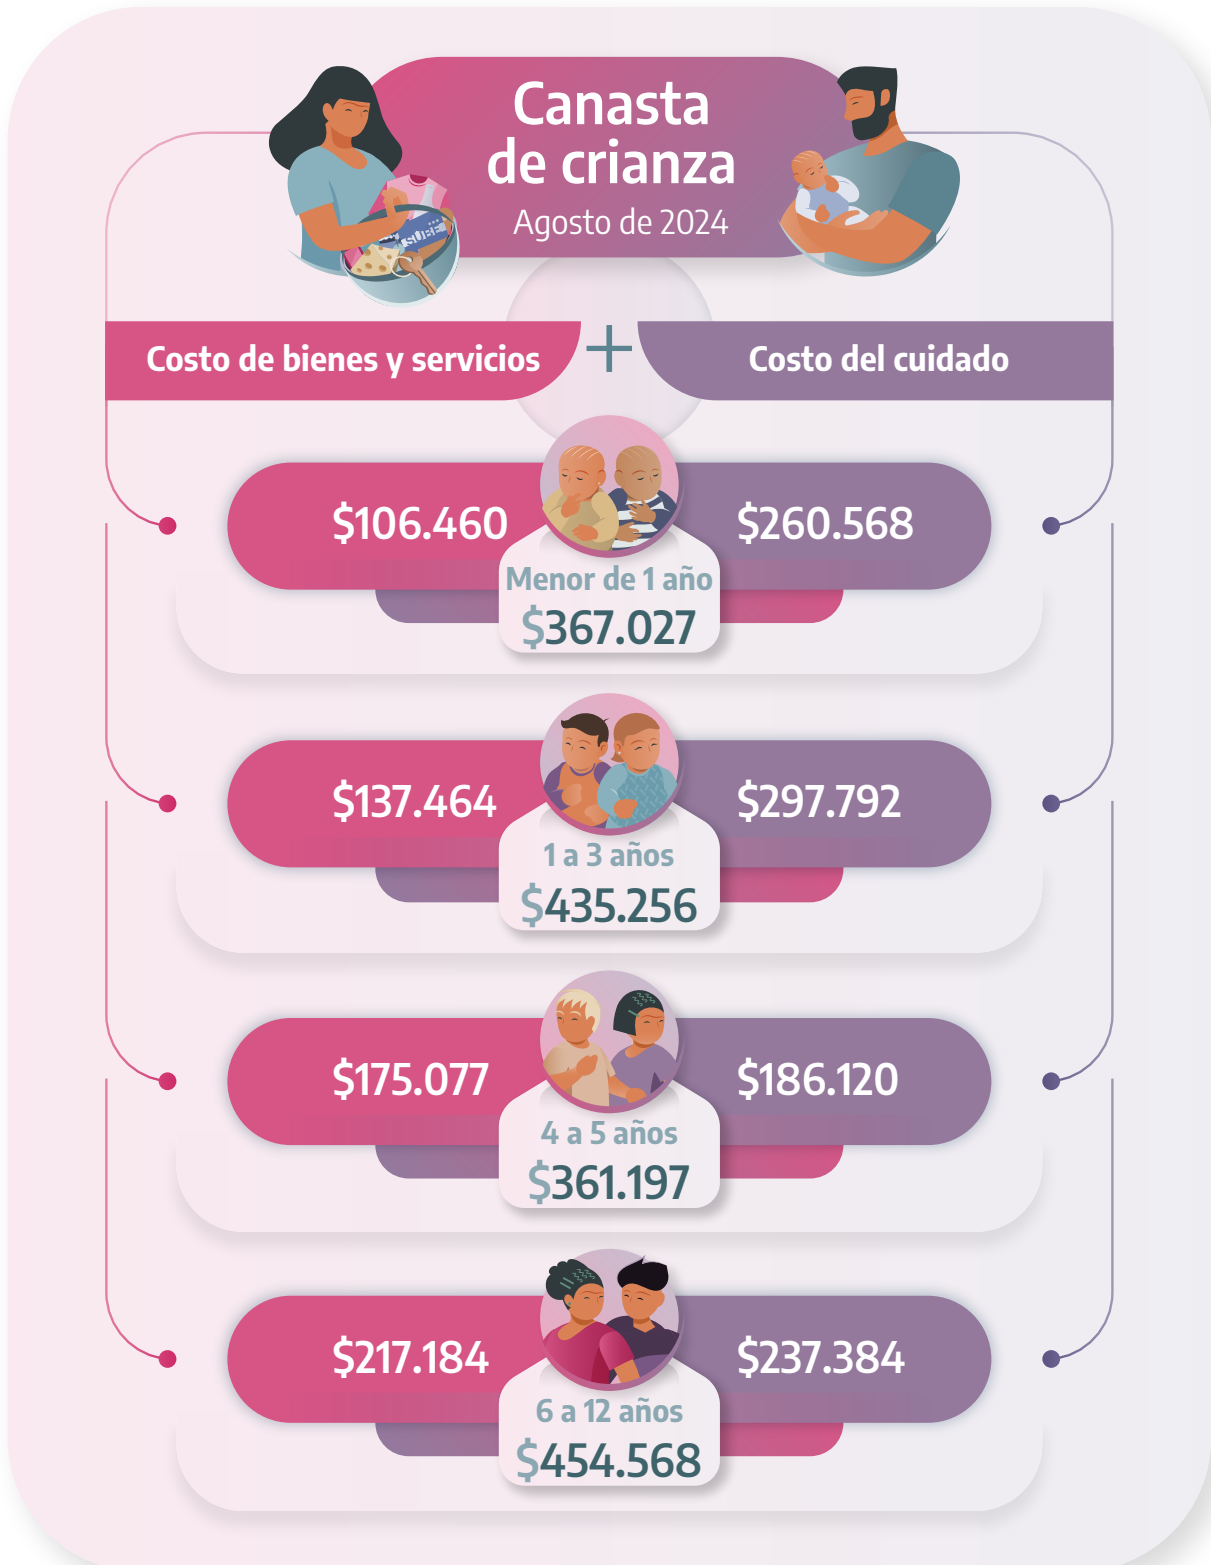 Canasta
de crianza
Agosto de 2024
SUBE
Costo de bienes y servicios
+
Costo del cuidado
$106.460
$260.568
Menor de 1 año
$367.027
$137.464
$297.792
1 a 3 años
$435.256
$175.077
$186.120
4 a 5 años
$361.197
$217.184
$237.384
6 a 12 años
$454.568